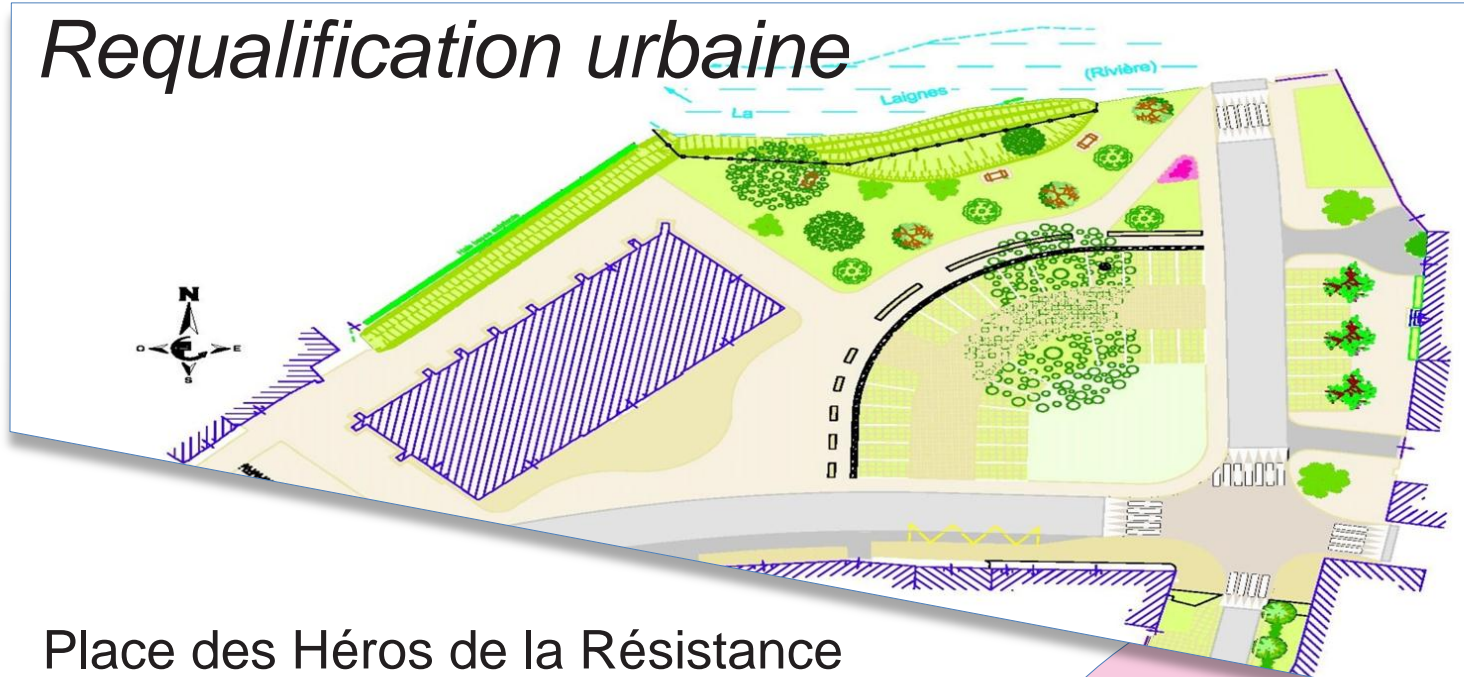 Requalification urbaine
(Rivière)
Laignes
La
N
O
E
S
Place des Héros de la Résistance